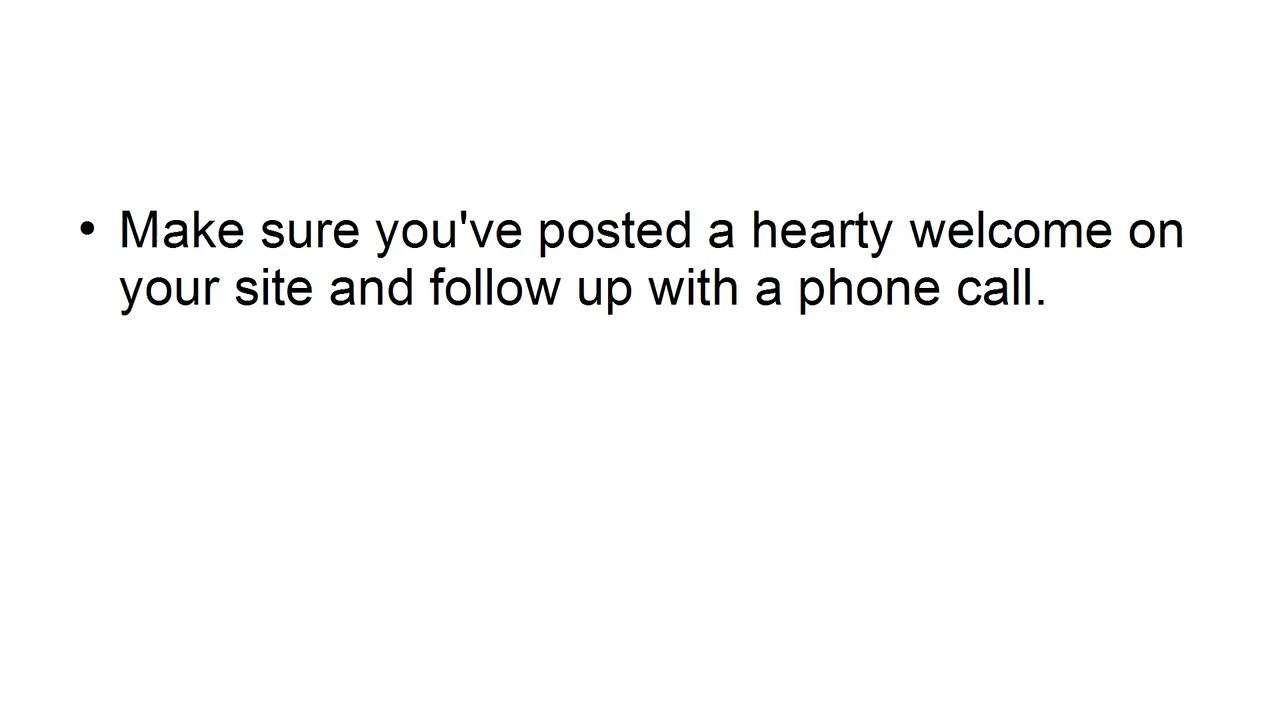 • Make sure you've posted a hearty welcome on
your site and follow up with a phone call.